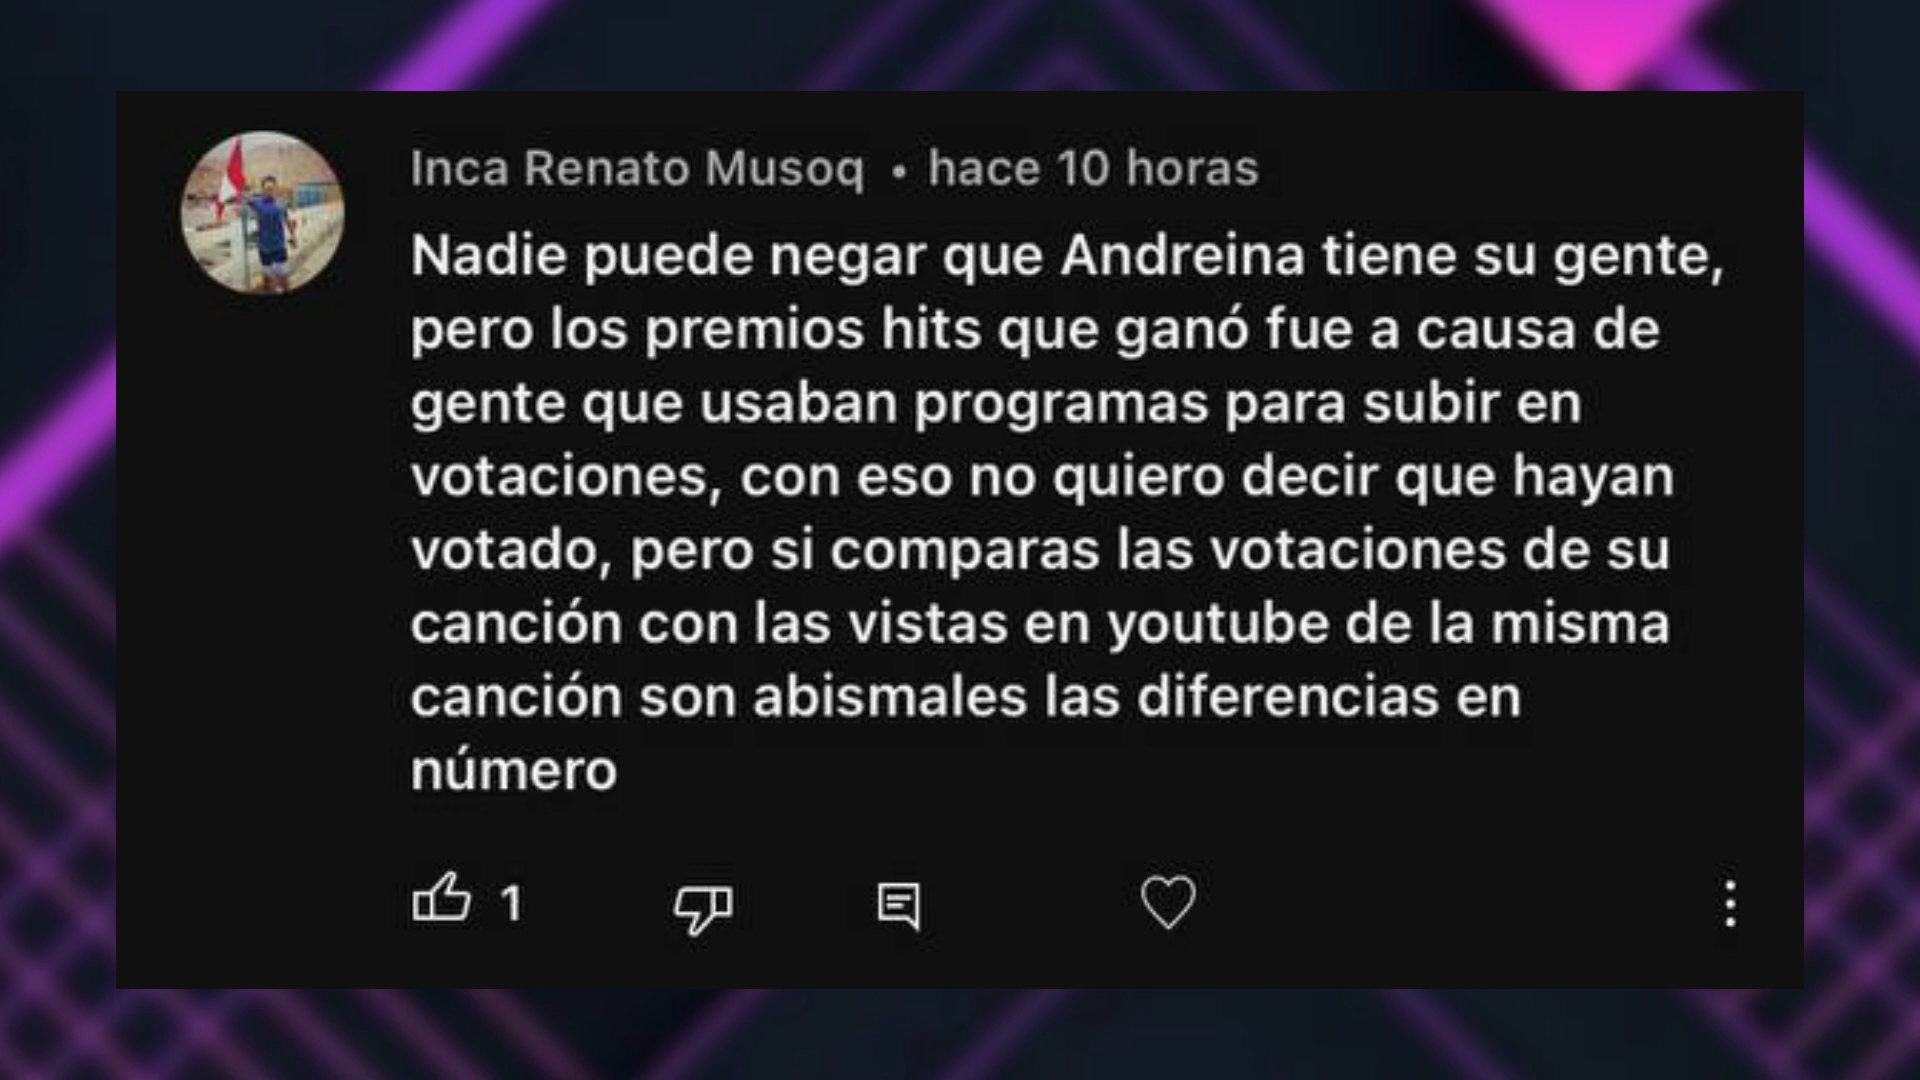 Inca Renato Musoq • hace 10 horas
Nadie puede negar que Andreina tiene su gente,
pero los premios hits que ganó fue a causa de
gente que usaban programas para subir en
votaciones, con eso no quiero decir que hayan
votado, pero si comparas las votaciones de su
canción con las vistas en youtube de la misma
canción son abismales las diferencias en
número
1